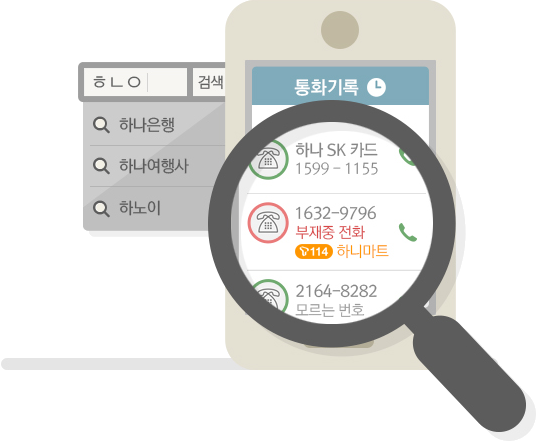 ㅎㄴㅇ 검색
하나은행
하나여행사
하노이
통화기록
하나 SK 카드
1599 - 1155
1632-9796
부재중 전화
114 하니마트
2164-8282
모르는 번호